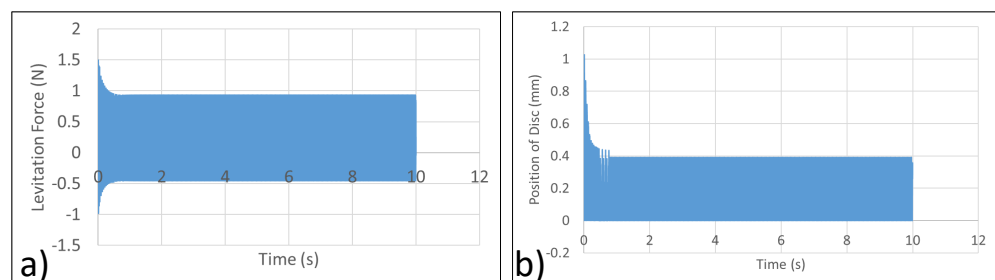 2
1.5
1
0.5
0
-0.5
-1
-1.5
0 2 4 6 8 10 12
Levitation Force (N)
Time (s)
a)
1.2
1
0.8
0.6
0.4
0.2
0
-0.2
0 2 4 6 8 10 12
Position of Disc (mm)
Time (s)
b)